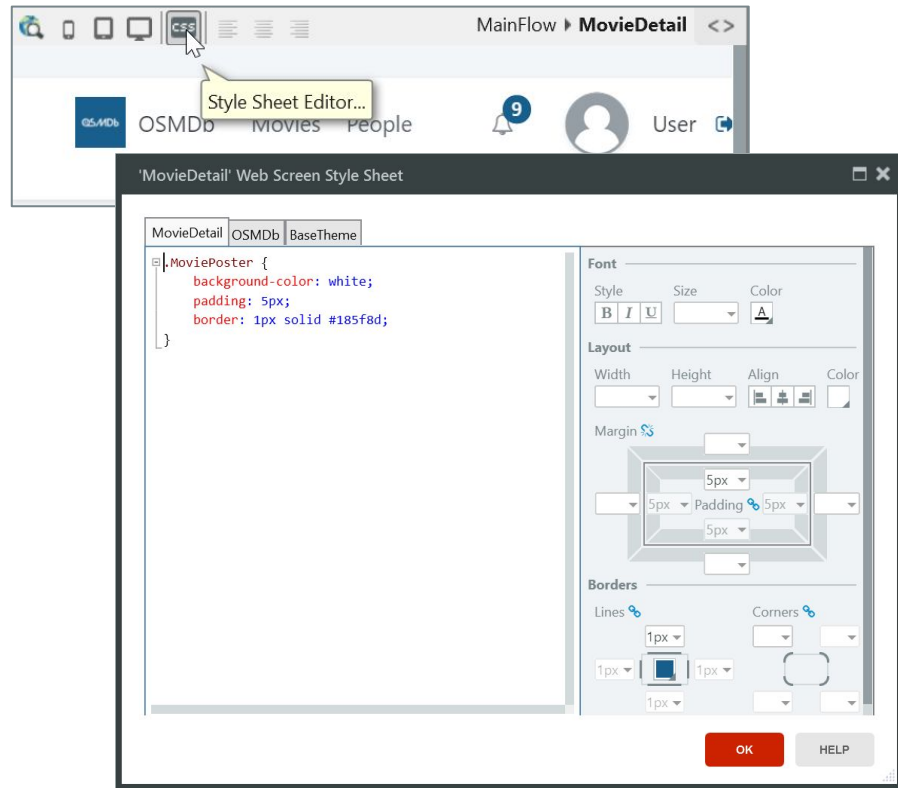 CSS
MainFlow MovieDetail <>
Style Sheet Editor...
OSMDb
OSMDb Movies People
9
User
'MovieDetail' Web Screen Style Sheet
MovieDetail OSMDb BaseTheme
.MoviePoster {
background-color: white;
padding: 5px;
border: 1px solid #185f8d;
}
Font
Style Size Color
B I U A
Layout
Width Height Align Color
Margin
5px
5px Padding 5px
5px
Borders
Lines Corners
1px
1px 1px
1px
OK HELP